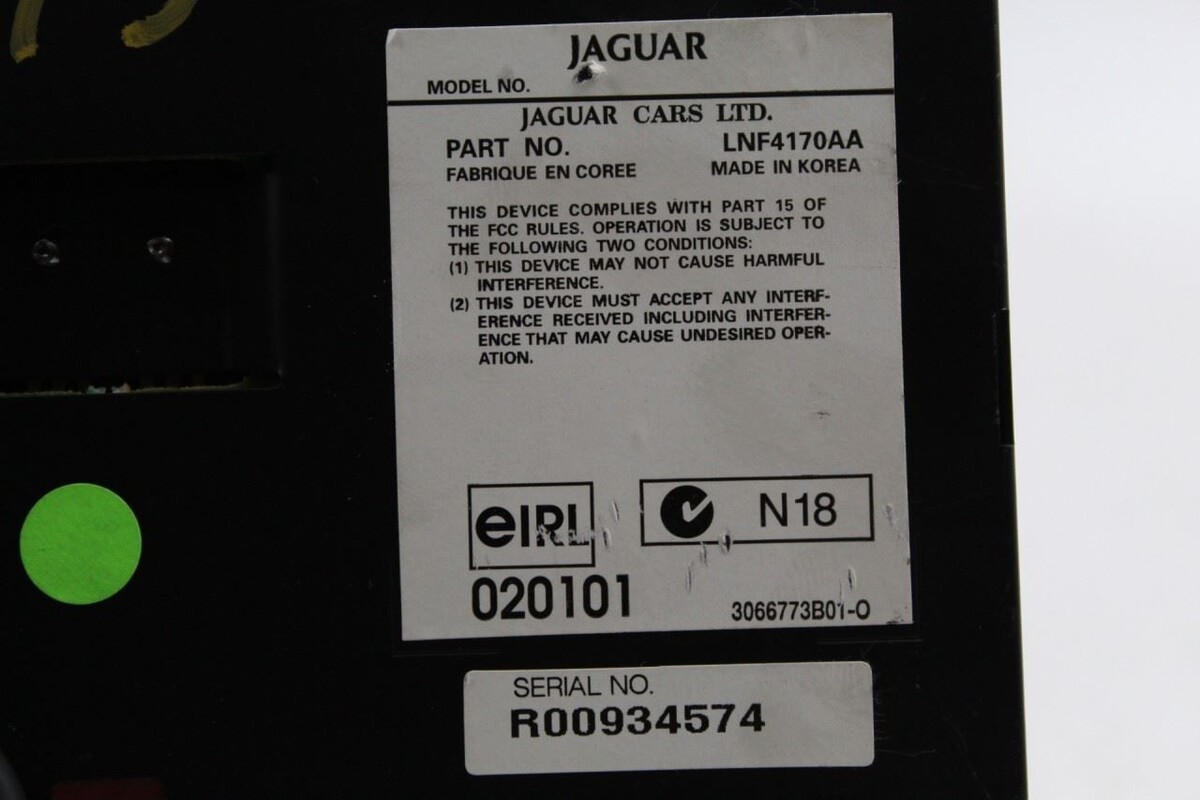 JAGUAR
MODEL NO.
JAGUAR CARS LTD.
PART NO. LNF4170AA
FABRIQUE EN COREE MADE IN KOREA
THIS DEVICE COMPLIES WITH PART 15 OF
THE FCC RULES. OPERATION IS SUBJECT TO
THE FOLLOWING TWO CONDITIONS:
(1) THIS DEVICE MAY NOT CAUSE HARMFUL
INTERFERENCE.
(2) THIS DEVICE MUST ACCEPT ANY INTERF-
ERENCE RECEIVED INCLUDING INTERFER-
ENCE THAT MAY CAUSE UNDESIRED OPER-
ATION.
eIRL N18
020101 3066773B01-O
SERIAL NO.
R00934574